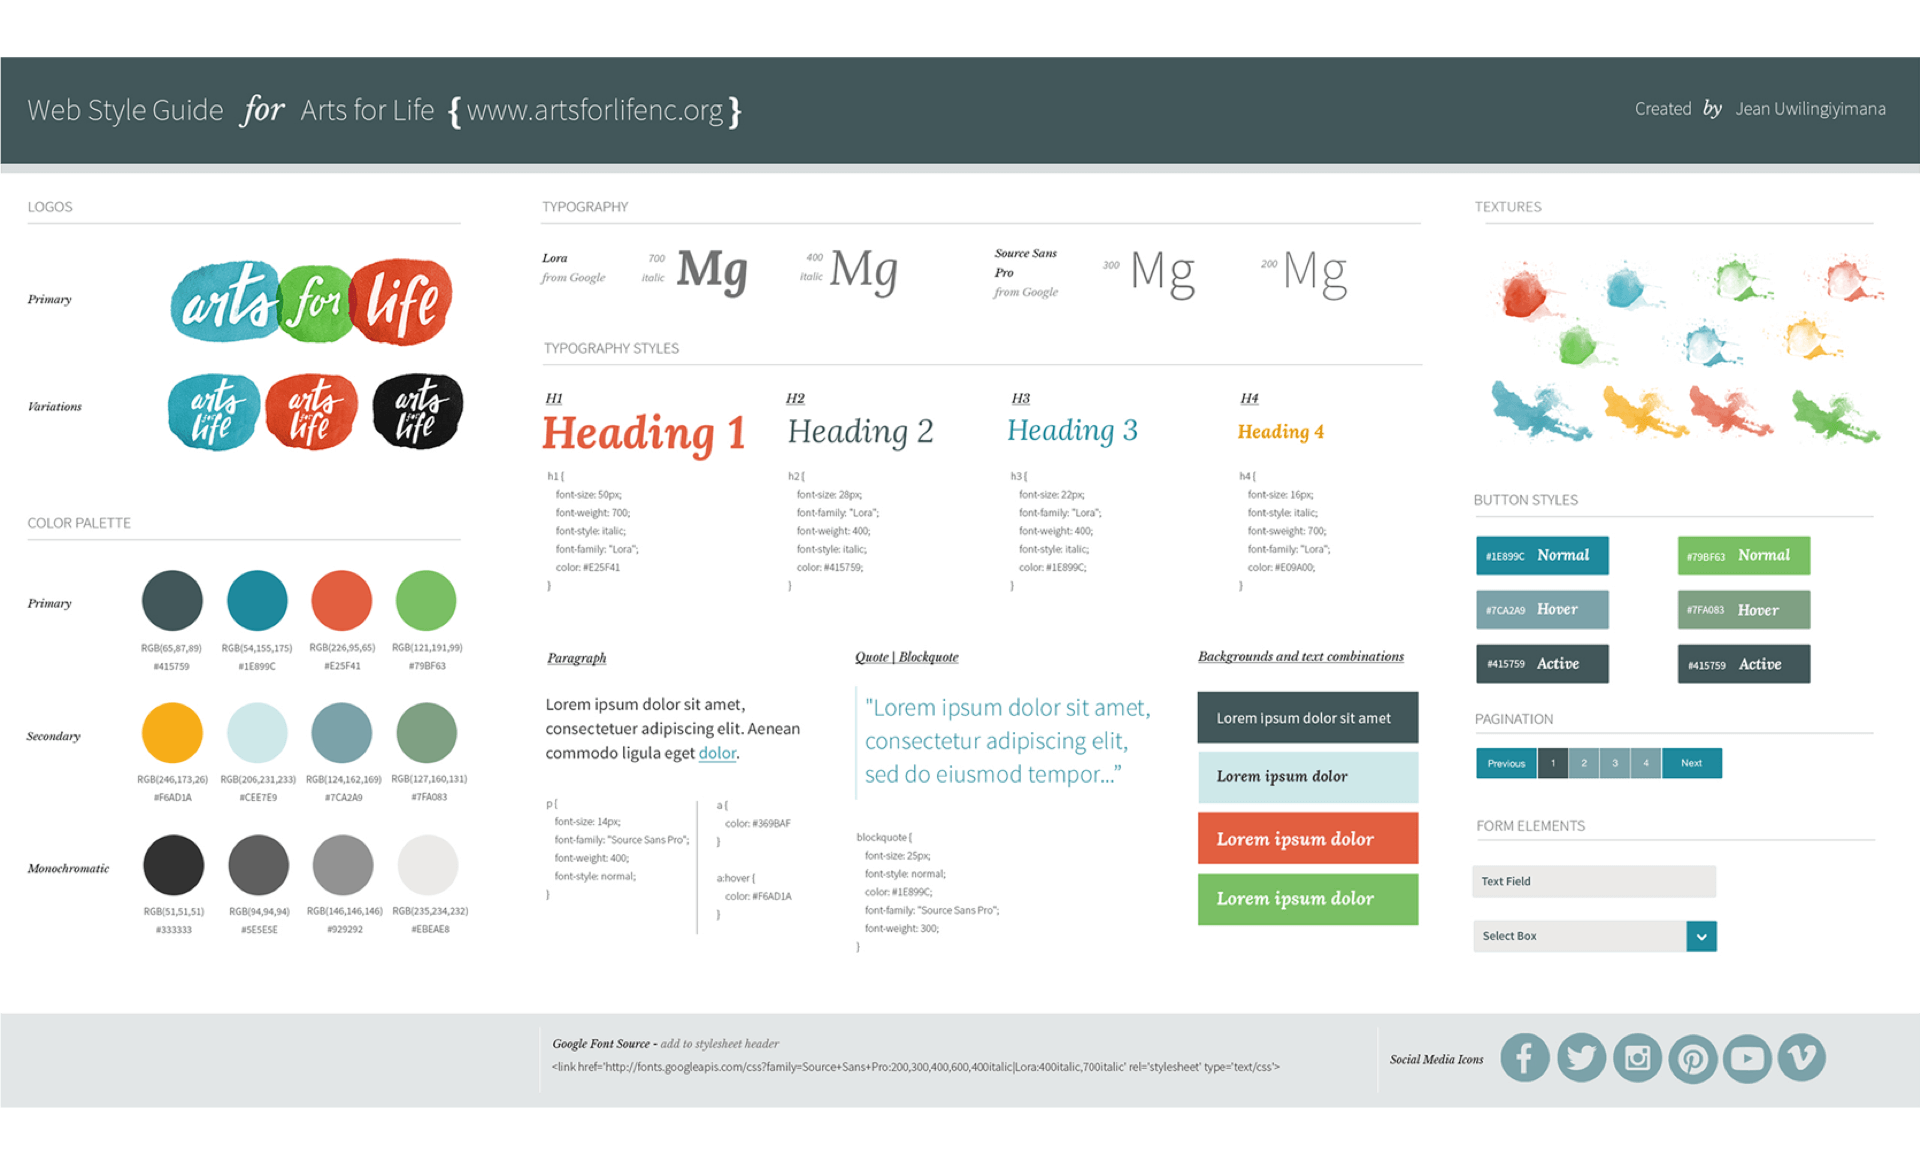 Web Style Guide for Arts for Life { www.artsforlifenc.org }
Created by Jean Uwilingiyimana
LOGOS
Primary
arts for life
Variations
arts for life
arts for life
arts for life
COLOR PALETTE
Primary
RGB(65,87,89)
#415759
RGB(54,155,175)
#1E899C
RGB(226,95,65)
#E25F41
RGB(121,191,99)
#79BF63
Secondary
RGB(246,173,26)
#F6AD1A
RGB(206,231,233)
#CEE7E9
RGB(124,162,169)
#7CA2A9
RGB(127,160,131)
#7FA083
Monochromatic
RGB(51,51,51)
#333333
RGB(94,94,94)
#5E5E5E
RGB(146,146,146)
#929292
RGB(235,234,232)
#EBEAE8
TYPOGRAPHY
Lora
from Google
700
italic
Mg
400
italic
Mg
Source Sans
Pro
from Google
300
Mg
200
Mg
TYPOGRAPHY STYLES
H1
Heading 1
h1 {
font-size: 50px;
font-weight: 700;
font-style: italic;
font-family: "Lora";
color: #E25F41
}
H2
Heading 2
h2 {
font-size: 28px;
font-family: "Lora";
font-weight: 400;
font-style: italic;
color: #415759;
}
H3
Heading 3
h3 {
font-size: 22px;
font-family: "Lora";
font-weight: 400;
font-style: italic;
color: #1E899C;
}
H4
Heading 4
h4 {
font-size: 16px;
font-style: italic;
font-sweight: 700;
font-family: "Lora";
color: #E09A00;
}
Paragraph
Lorem ipsum dolor sit amet,
consectetuer adipiscing elit. Aenean
commodo ligula eget dolor.
p {
font-size: 14px;
font-family: "Source Sans Pro";
font-weight: 400;
font-style: normal;
}
a {
color: #369BAF
}
a:hover {
color: #F6AD1A
}
Quote | Blockquote
"Lorem ipsum dolor sit amet,
consectetur adipiscing elit,
sed do eiusmod tempor..."
blockquote {
font-size: 25px;
font-style: normal;
color: #1E899C;
font-family: "Source Sans Pro";
font-weight: 300;
}
Backgrounds and text combinations
Lorem ipsum dolor sit amet
Lorem ipsum dolor
Lorem ipsum dolor
Lorem ipsum dolor
TEXTURES
BUTTON STYLES
#1E899C Normal
#79BF63 Normal
#7CA2A9 Hover
#7FA083 Hover
#415759 Active
#415759 Active
PAGINATION
Previous 1 2 3 4 Next
FORM ELEMENTS
Text Field
Select Box
Google Font Source - add to stylesheet header
<link href='http://fonts.googleapis.com/css?family=Source+Sans+Pro:200,300,400,600,400italic|Lora:400italic,700italic' rel='stylesheet' type='text/css'>
Social Media Icons